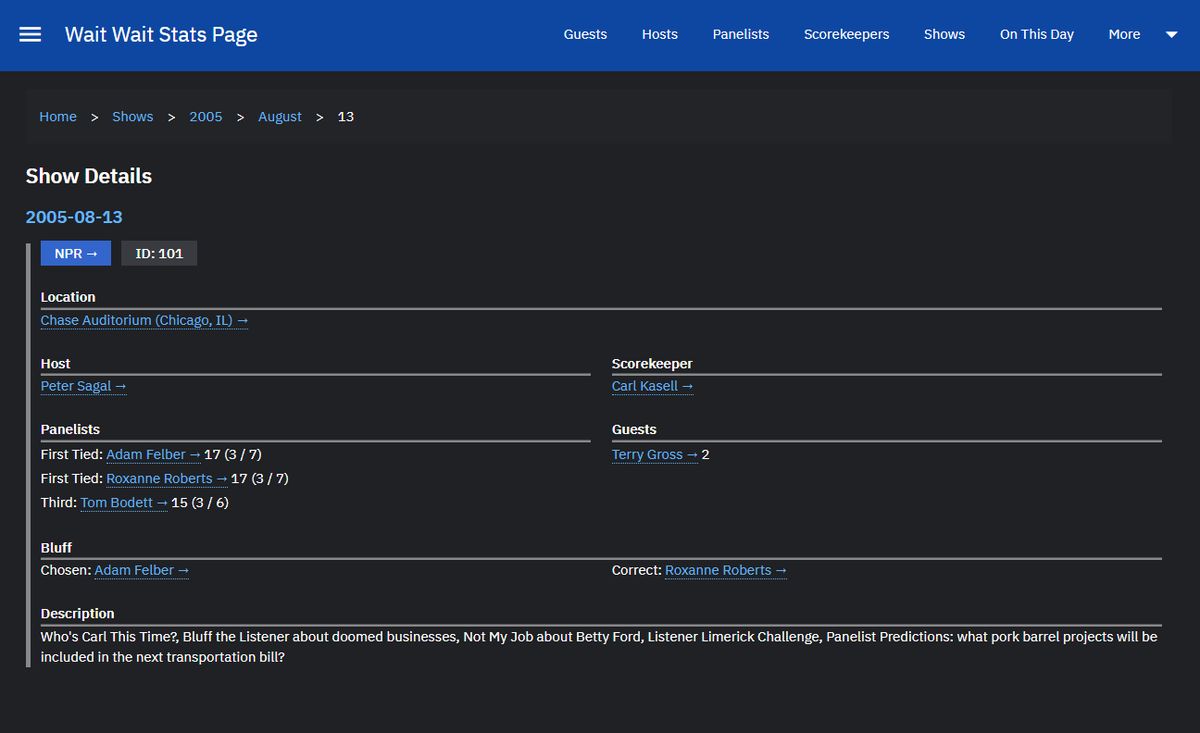 Wait Wait Stats Page
Guests Hosts Panelists Scorekeepers Shows On This Day More
Home > Shows > 2005 > August > 13
Show Details
2005-08-13
NPR → ID: 101
Location
Chase Auditorium (Chicago, IL) →
Host
Peter Sagal →
Scorekeeper
Carl Kasell →
Panelists
First Tied: Adam Felber → 17 (3 / 7)
First Tied: Roxanne Roberts → 17 (3 / 7)
Third: Tom Bodett → 15 (3 / 6)
Guests
Terry Gross → 2
Bluff
Chosen: Adam Felber →
Correct: Roxanne Roberts →
Description
Who's Carl This Time?, Bluff the Listener about doomed businesses, Not My Job about Betty Ford, Listener Limerick Challenge, Panelist Predictions: what pork barrel projects will be
included in the next transportation bill?